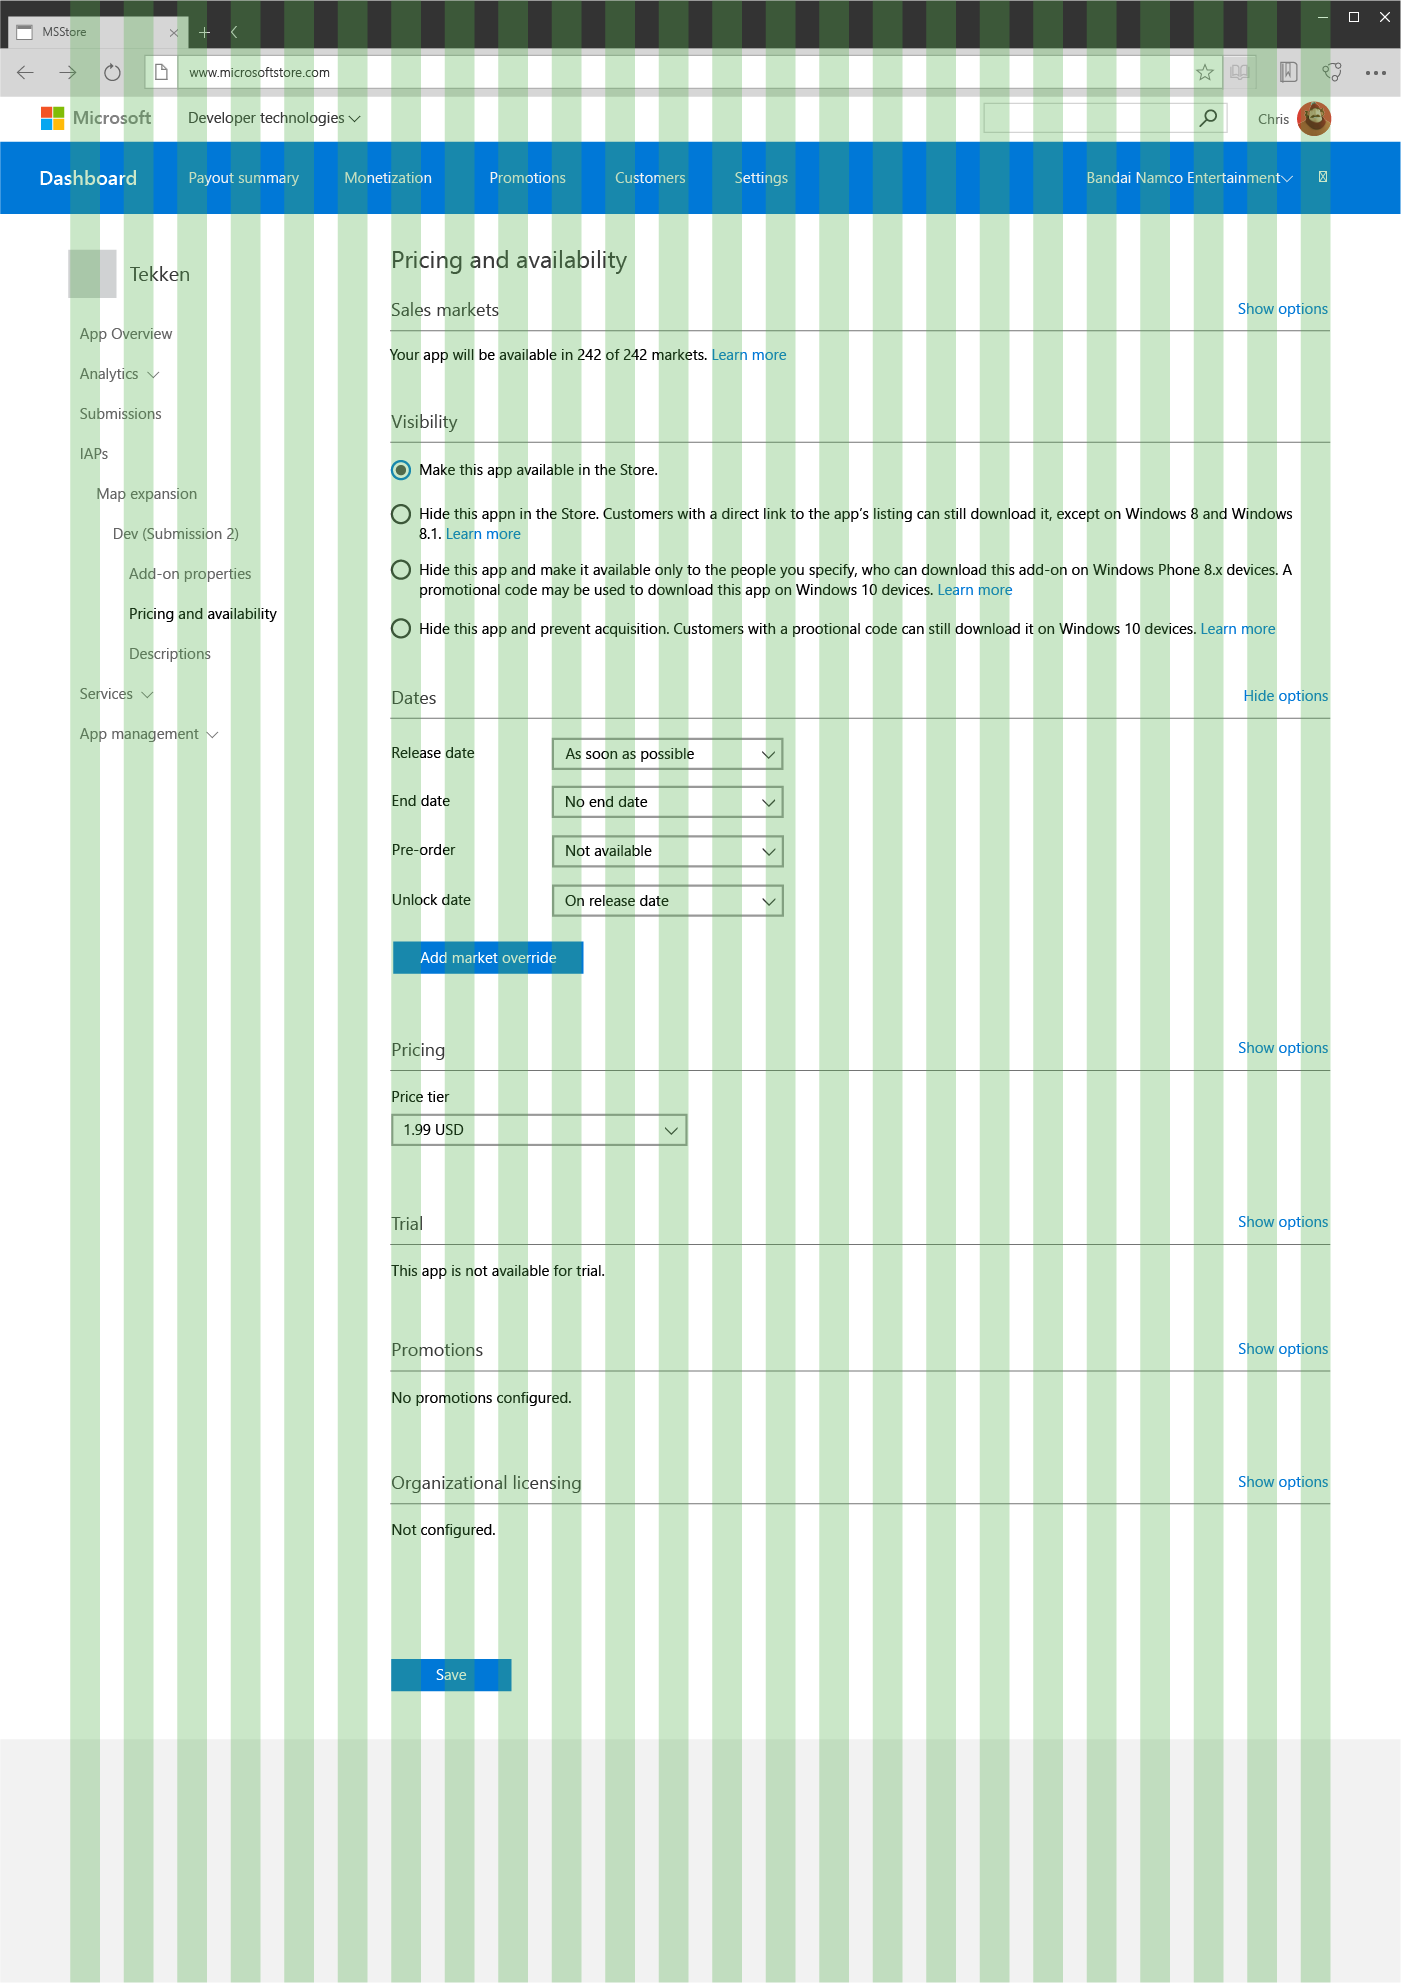 MSStore
www.microsoftstore.com
Microsoft
Developer technologies
Chris
Dashboard
Payout summary
Monetization
Promotions
Customers
Settings
Bandai Namco Entertainment
Tekken
App Overview
Analytics
Submissions
IAPs
Map expansion
Dev (Submission 2)
Add-on properties
Pricing and availability
Descriptions
Services
App management
Pricing and availability
Sales markets
Show options
Your app will be available in 242 of 242 markets. Learn more
Visibility
Make this app available in the Store.
Hide this appn in the Store. Customers with a direct link to the app's listing can still download it, except on Windows 8 and Windows
8.1. Learn more
Hide this app and make it available only to the people you specify, who can download this add-on on Windows Phone 8.x devices. A
promotional code may be used to download this app on Windows 10 devices. Learn more
Hide this app and prevent acquisition. Customers with a prootional code can still download it on Windows 10 devices. Learn more
Dates
Hide options
Release date
As soon as possible
End date
No end date
Pre-order
Not available
Unlock date
On release date
Add market override
Pricing
Show options
Price tier
1.99 USD
Trial
Show options
This app is not available for trial.
Promotions
Show options
No promotions configured.
Organizational licensing
Show options
Not configured.
Save